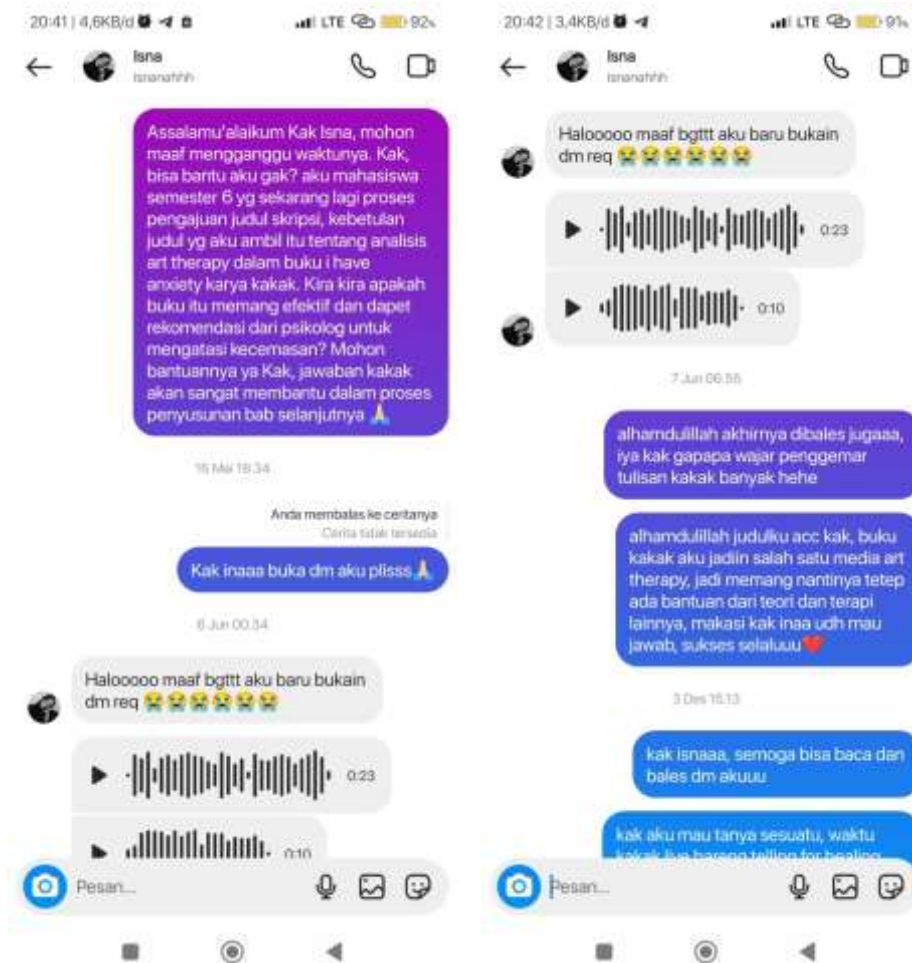 20:41 | 4,6KB/d
LTE
92%
Isna
isnanahhh
Assalamu'alaikum Kak Isna, mohon
maaf mengganggu waktunya. Kak,
bisa bantu aku gak? aku mahasiswa
semester 6 yg sekarang lagi proses
pengajuan judul skripsi, kebetulan
judul yg aku ambil itu tentang analisis
art therapy dalam buku i have
anxiety karya kakak. Kira kira apakah
buku itu memang efektif dan dapet
rekomendasi dari psikolog untuk
mengatasi kecemasan? Mohon
bantuannya ya Kak, jawaban kakak
akan sangat membantu dalam proses
penyusunan bab selanjutnya 🙏
Anda membalas ke ceritanya
Cerita tidak tersedia
Kak inaaa buka dm aku plisss🙏
6 Jun 00.34
Halooooo maaf bgttt aku baru bukain
dm req 😭😭😭😭😭😭
0:23
0:10
Pesan...
20:42 | 3,4KB/d
LTE
91%
Isna
isnanahhh
Halooooo maaf bgttt aku baru bukain
dm req 😭😭😭😭😭😭
0:23
0:10
7 Jun 06.55
alhamdulillah akhirnya dibales jugaaa,
iya kak gapapa wajar penggemar
tulisan kakak banyak hehe
alhamdulillah judulku acc kak, buku
kakak aku jadiin salah satu media art
therapy, jadi memang nantinya tetep
ada bantuan dari teori dan terapi
lainnya, makasi kak inaa udh mau
jawab, sukses selaluuu❤️
3 Des 15.13
kak isnaaa, semoga bisa baca dan
bales dm akuuu
kak aku mau tanya sesuatu, waktu
kakak live bareng telling for healing
Pesan...